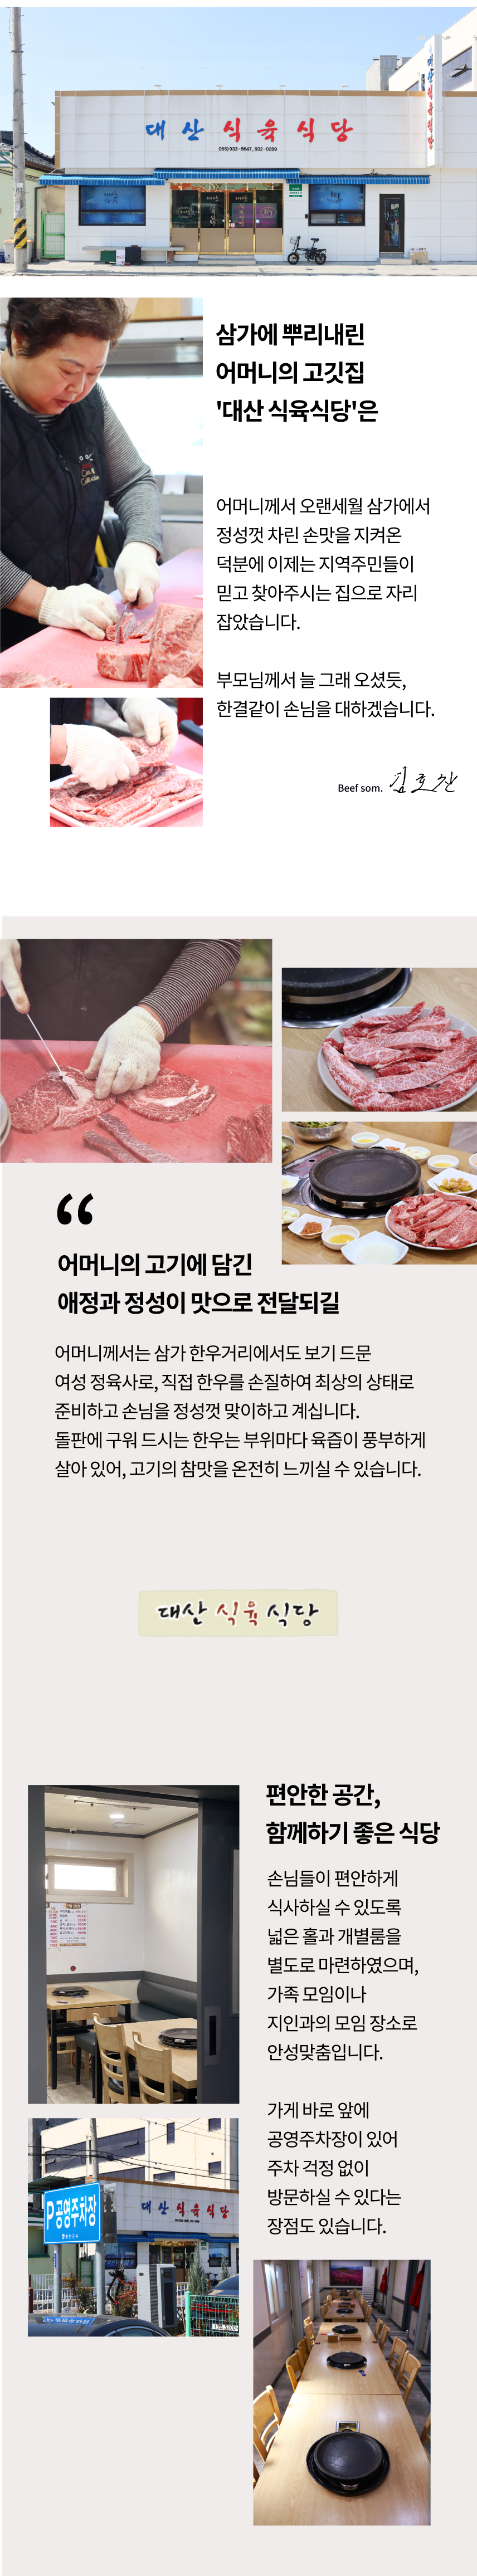 대산 식육식당
055)933-8647, 932-0289
대산식육식당
삼가에 뿌리내린
어머니의 고깃집
'대산 식육식당'은
어머니께서 오랜세월 삼가에서
정성껏 차린 손맛을 지켜온
덕분에 이제는 지역주민들이
믿고 찾아주시는 집으로 자리
잡았습니다.
부모님께서 늘 그래 오셨듯,
한결같이 손님을 대하겠습니다.
Beef som. 김호찬
“
어머니의 고기에 담긴
애정과 정성이 맛으로 전달되길
어머니께서는 삼가 한우거리에서도 보기 드문
여성 정육사로, 직접 한우를 손질하여 최상의 상태로
준비하고 손님을 정성껏 맞이하고 계십니다.
돌판에 구워 드시는 한우는 부위마다 육즙이 풍부하게
살아 있어, 고기의 참맛을 온전히 느끼실 수 있습니다.
대산 식육식당
편안한 공간,
함께하기 좋은 식당
손님들이 편안하게
식사하실 수 있도록
넓은 홀과 개별룸을
별도로 마련하였으며,
가족 모임이나
지인과의 모임 장소로
안성맞춤입니다.
가게 바로 앞에
공영주차장이 있어
주차 걱정 없이
방문하실 수 있다는
장점도 있습니다.
P 공영주차장
대산 식육식당